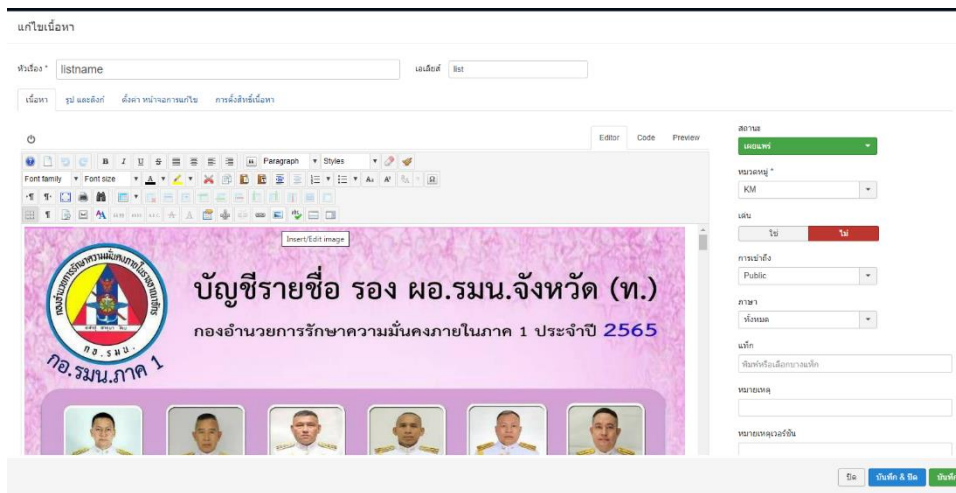 แก้ไขเนื้อหา
หัวเรื่อง * listname เอเลียส์ list
เนื้อหา รูป และลิงก์ ตั้งค่า หน้าจอการแก้ไข การตั้งสิทธิ์เนื้อหา
Editor Code Preview
Paragraph Styles
Font family Font size
Insert/Edit image
กอ.รมน.
กอ.รมน.ภาค 1
บัญชีรายชื่อ รอง ผอ.รมน.จังหวัด (ท.)
กองอำนวยการรักษาความมั่นคงภายในภาค 1 ประจำปี 2565
สถานะ
เผยแพร่
หมวดหมู่ *
KM
เด่น
ใช่ ไม่
การเข้าถึง
Public
ภาษา
ทั้งหมด
แท็ก
พิมพ์หรือเลือกบางแท็ก
หมายเหตุ
หมายเหตุเวอร์ชัน
ปิด บันทึก & ปิด บันทึก